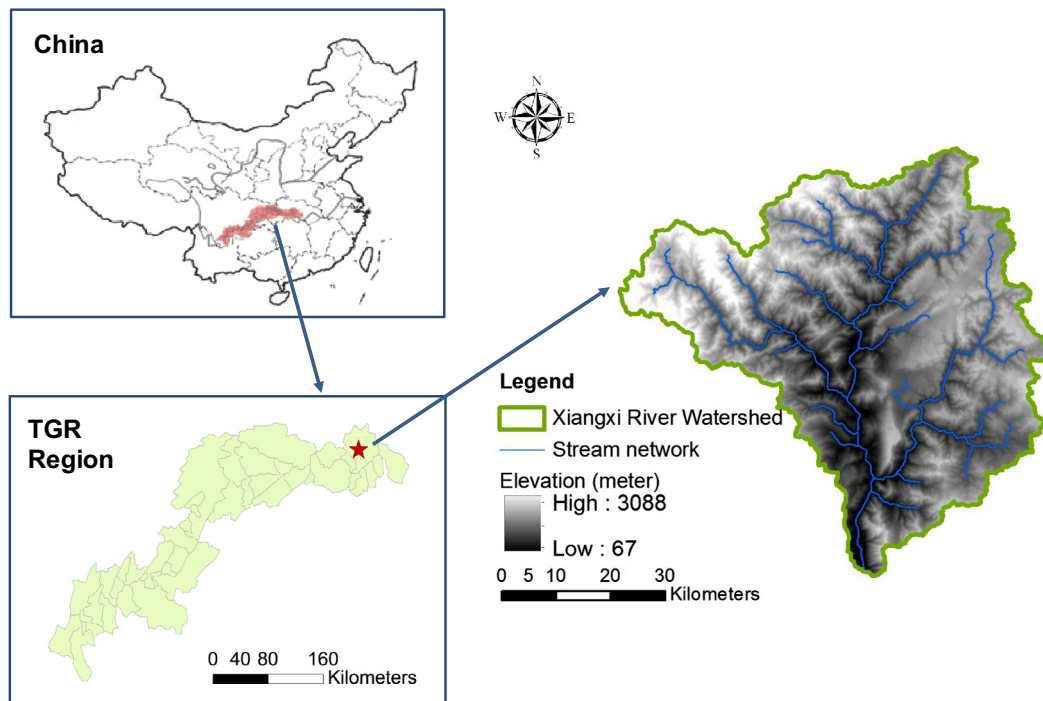 China
N
W E
S
TGR
Region
0 40 80 160
Kilometers
Legend
Xiangxi River Watershed
Stream network
Elevation (meter)
High : 3088
Low : 67
0 5 10 20 30
Kilometers